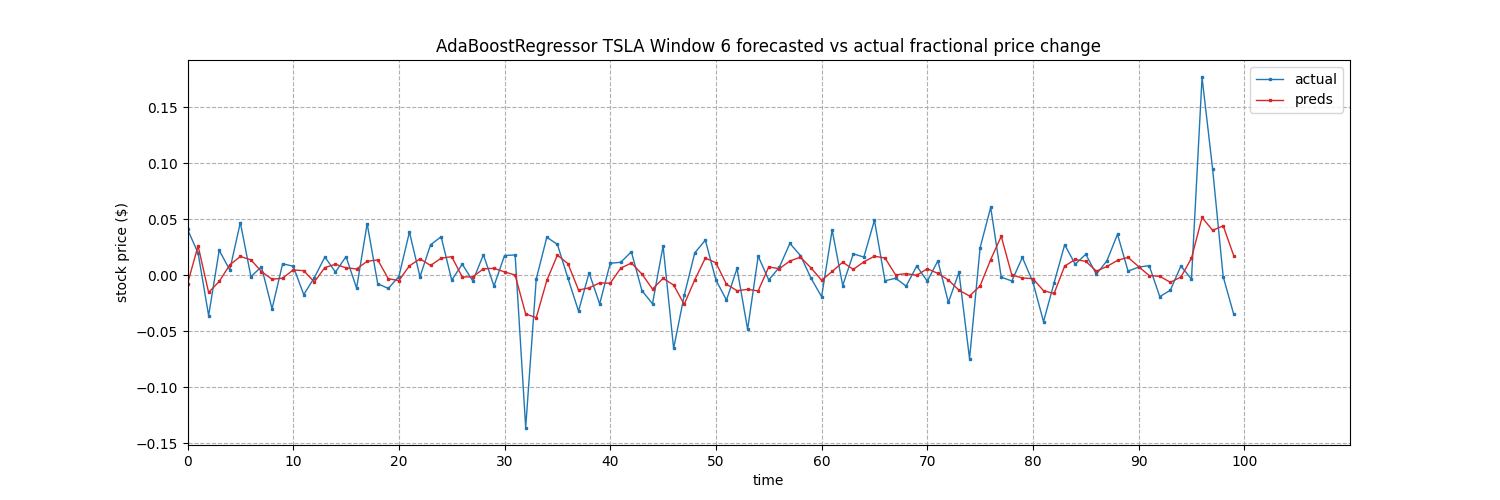 AdaBoostRegressor TSLA Window 6 forecasted vs actual fractional price change
actual
preds
stock price ($)
0.15
0.10
0.05
0.00
−0.05
−0.10
−0.15
0 10 20 30 40 50 60 70 80 90 100
time